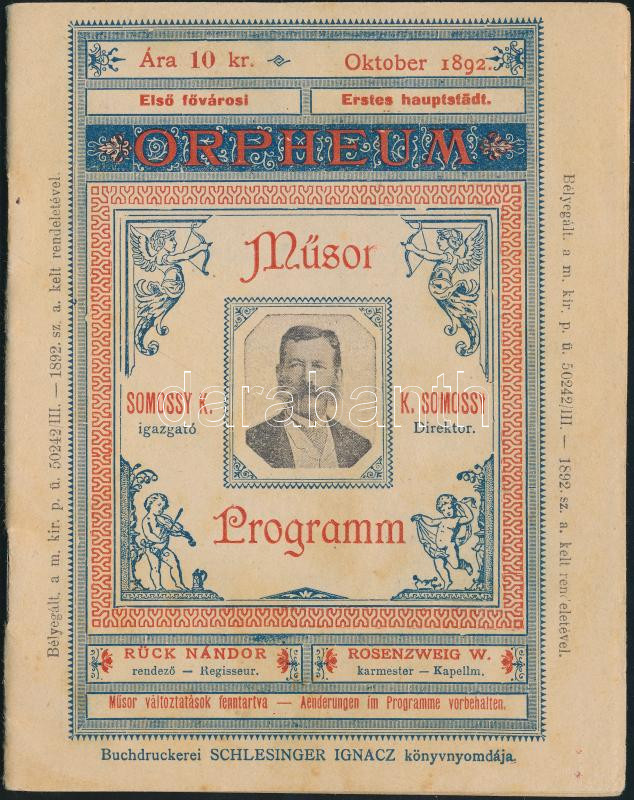 Ára 10 kr. Oktober 1892.
Első fővárosi Erstes hauptstädt.
ORPHEUM
Műsor
SOMOSSY K. K. SOMOSSY
igazgató Direktor.
Programm
RÜCK NÁNDOR ROSENZWEIG W.
rendező — Regisseur. karmester — Kapellm.
Műsor változtatások fenntartva — Aenderungen im Programme vorbehalten.
Buchdruckerei SCHLESINGER IGNACZ könyvnyomdája.
Bélyegált. a m. kir. p. ü. 50242/III. — 1892. sz. a. kelt rendeletével.
Bélyegált. a m. kir. p. ü. 50242/III. — 1892. sz. a. kelt rendeletével.
darabanth